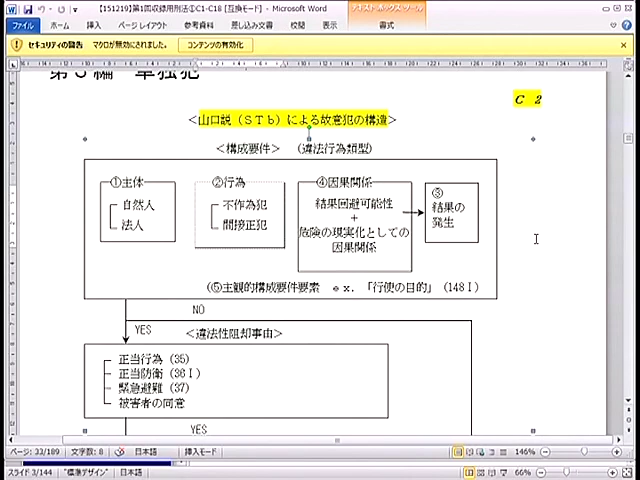 【151219】第1回収録用刑法①C1-C18 [互換モード] - Microsoft Word
テキスト ボックス ツール
ファイル ホーム 挿入 ページ レイアウト 参考資料 差し込み文書 校閲 表示 書式
セキュリティの警告 マクロが無効にされました。 コンテンツの有効化
第3編 単独犯
C 2
<山口説（STb）による故意犯の構造>
<構成要件> （違法行為類型）
①主体
自然人
法人
②行為
不作為犯
間接正犯
④因果関係
結果回避可能性
+
危険の現実化としての
因果関係
③
結果の
発生
(⑤主観的構成要件要素 ex.「行使の目的」(148Ⅰ)
NO
YES
<違法性阻却事由>
正当行為 (35)
正当防衛 (36Ⅰ)
緊急避難 (37)
被害者の同意
YES
ページ: 33/189 文字数: 8 日本語 挿入モード 146%
スライド 3/144 "標準デザイン" 日本語 66%